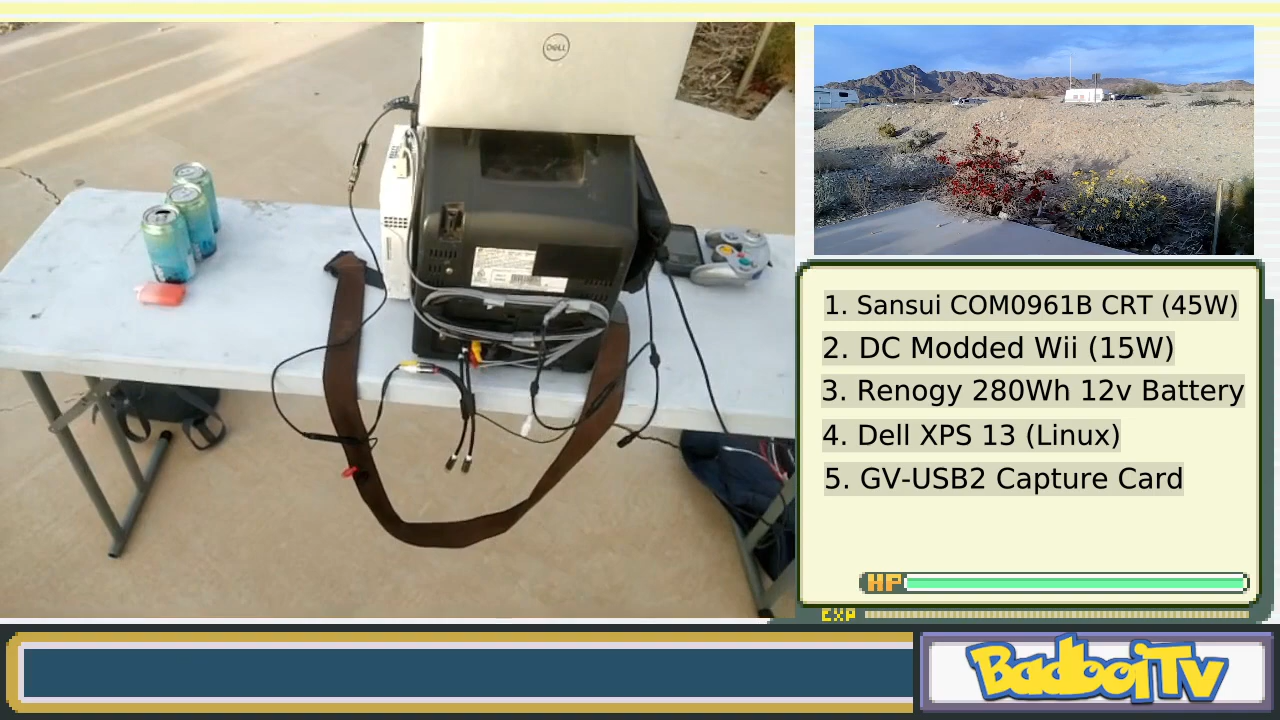 DELL
1. Sansui COM0961B CRT (45W)
2. DC Modded Wii (15W)
3. Renogy 280Wh 12v Battery
4. Dell XPS 13 (Linux)
5. GV-USB2 Capture Card
HP
EXP
BadboiTv